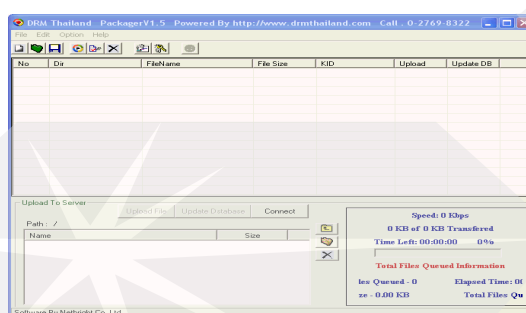 DRM Thailand PackagerV1.5 Powered By http://www.drmthailand.com Call . 0-2769-8322
File Edit Option Help
No Dir FileName File Size KID Upload Update DB
Upload To Server
Upload File Update Database Connect
Path : /
Name Size
Speed: 0 Kbps
0 KB of 0 KB Transfered
Time Left: 00:00:00 0%
Total Files Queued Information
les Queued - 0 Elapsed Time: 0(
ze - 0.00 KB Total Files Qu
Software By Netbright Co.,Ltd